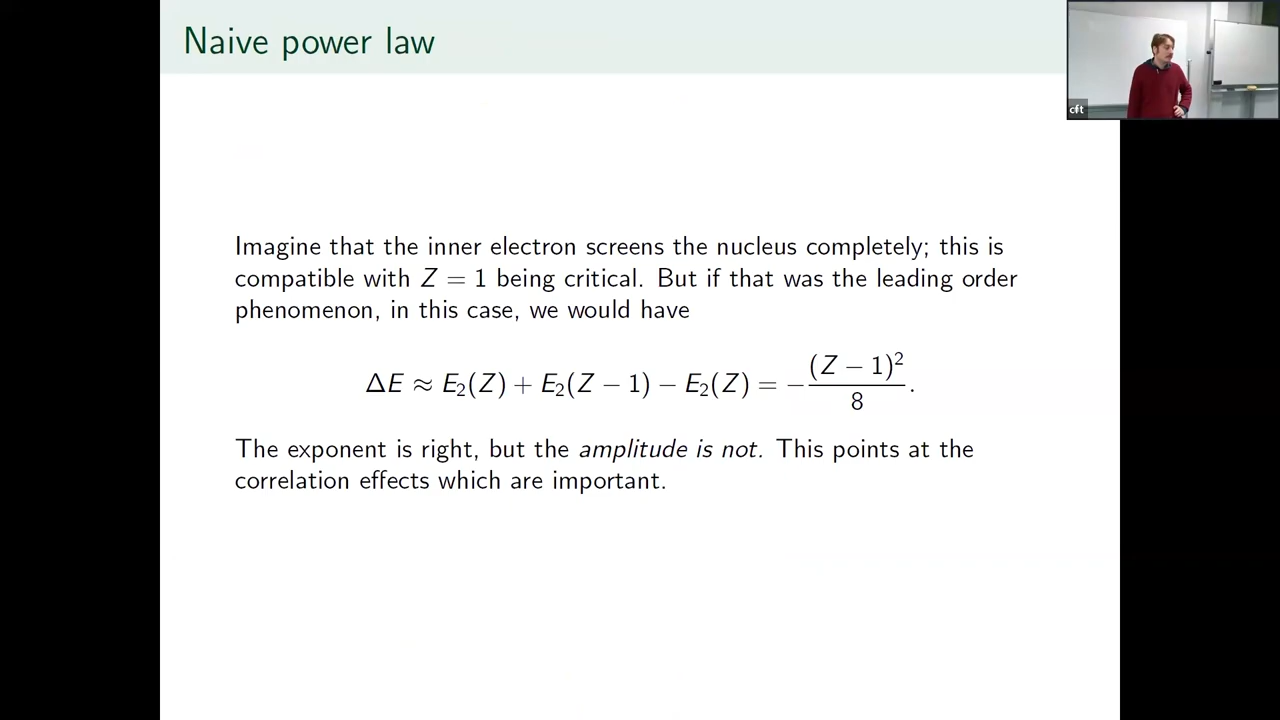 Naive power law
cft
Imagine that the inner electron screens the nucleus completely; this is
compatible with Z = 1 being critical. But if that was the leading order
phenomenon, in this case, we would have
ΔE ≈ E₂(Z) + E₂(Z − 1) − E₂(Z) = −(Z − 1)²/8.
The exponent is right, but the amplitude is not. This points at the
correlation effects which are important.